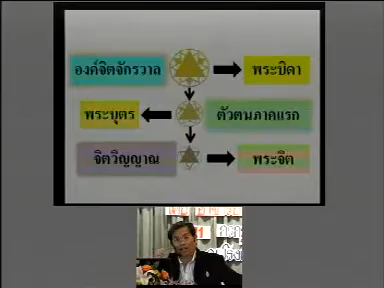 องค์จิตจักรวาล
พระบิดา
พระบุตร
ตัวตนภาคแรก
จิตวิญญาณ
พระจิต